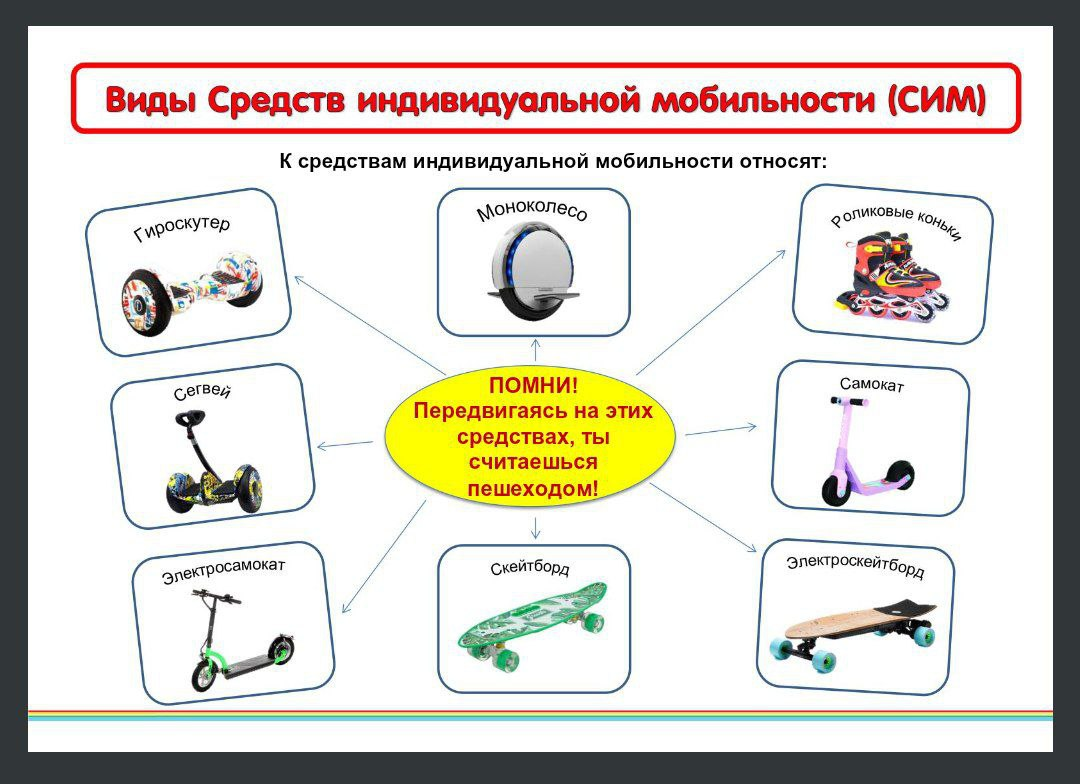 Виды Средств индивидуальной мобильности (СИМ)
К средствам индивидуальной мобильности относят:
Гироскутер
Моноколесо
Роликовые коньки
Сегвей
ПОМНИ!
Передвигаясь на этих
средствах, ты
считаешься
пешеходом!
Самокат
Электросамокат
Скейтборд
Электроскейтборд